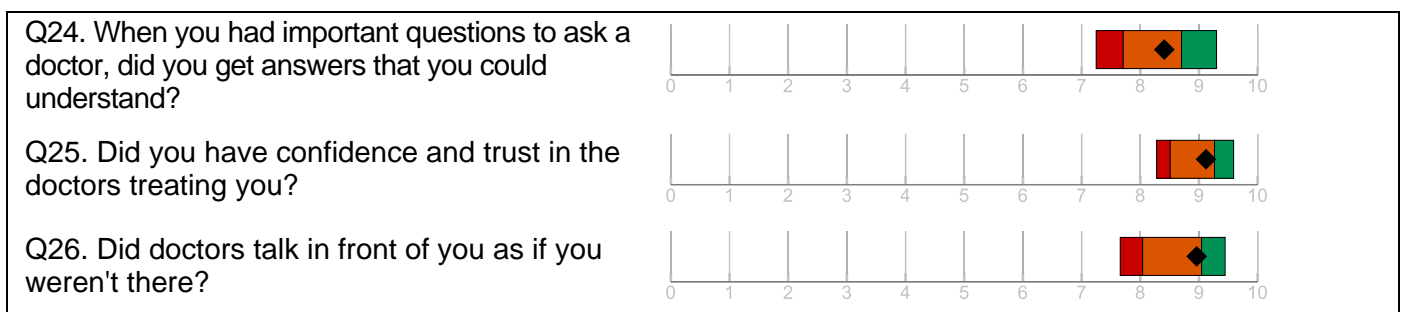 Q24. When you had important questions to ask a
doctor, did you get answers that you could
understand?
0 1 2 3 4 5 6 7 8 9 10
Q25. Did you have confidence and trust in the
doctors treating you?
0 1 2 3 4 5 6 7 8 9 10
Q26. Did doctors talk in front of you as if you
weren't there?
0 1 2 3 4 5 6 7 8 9 10